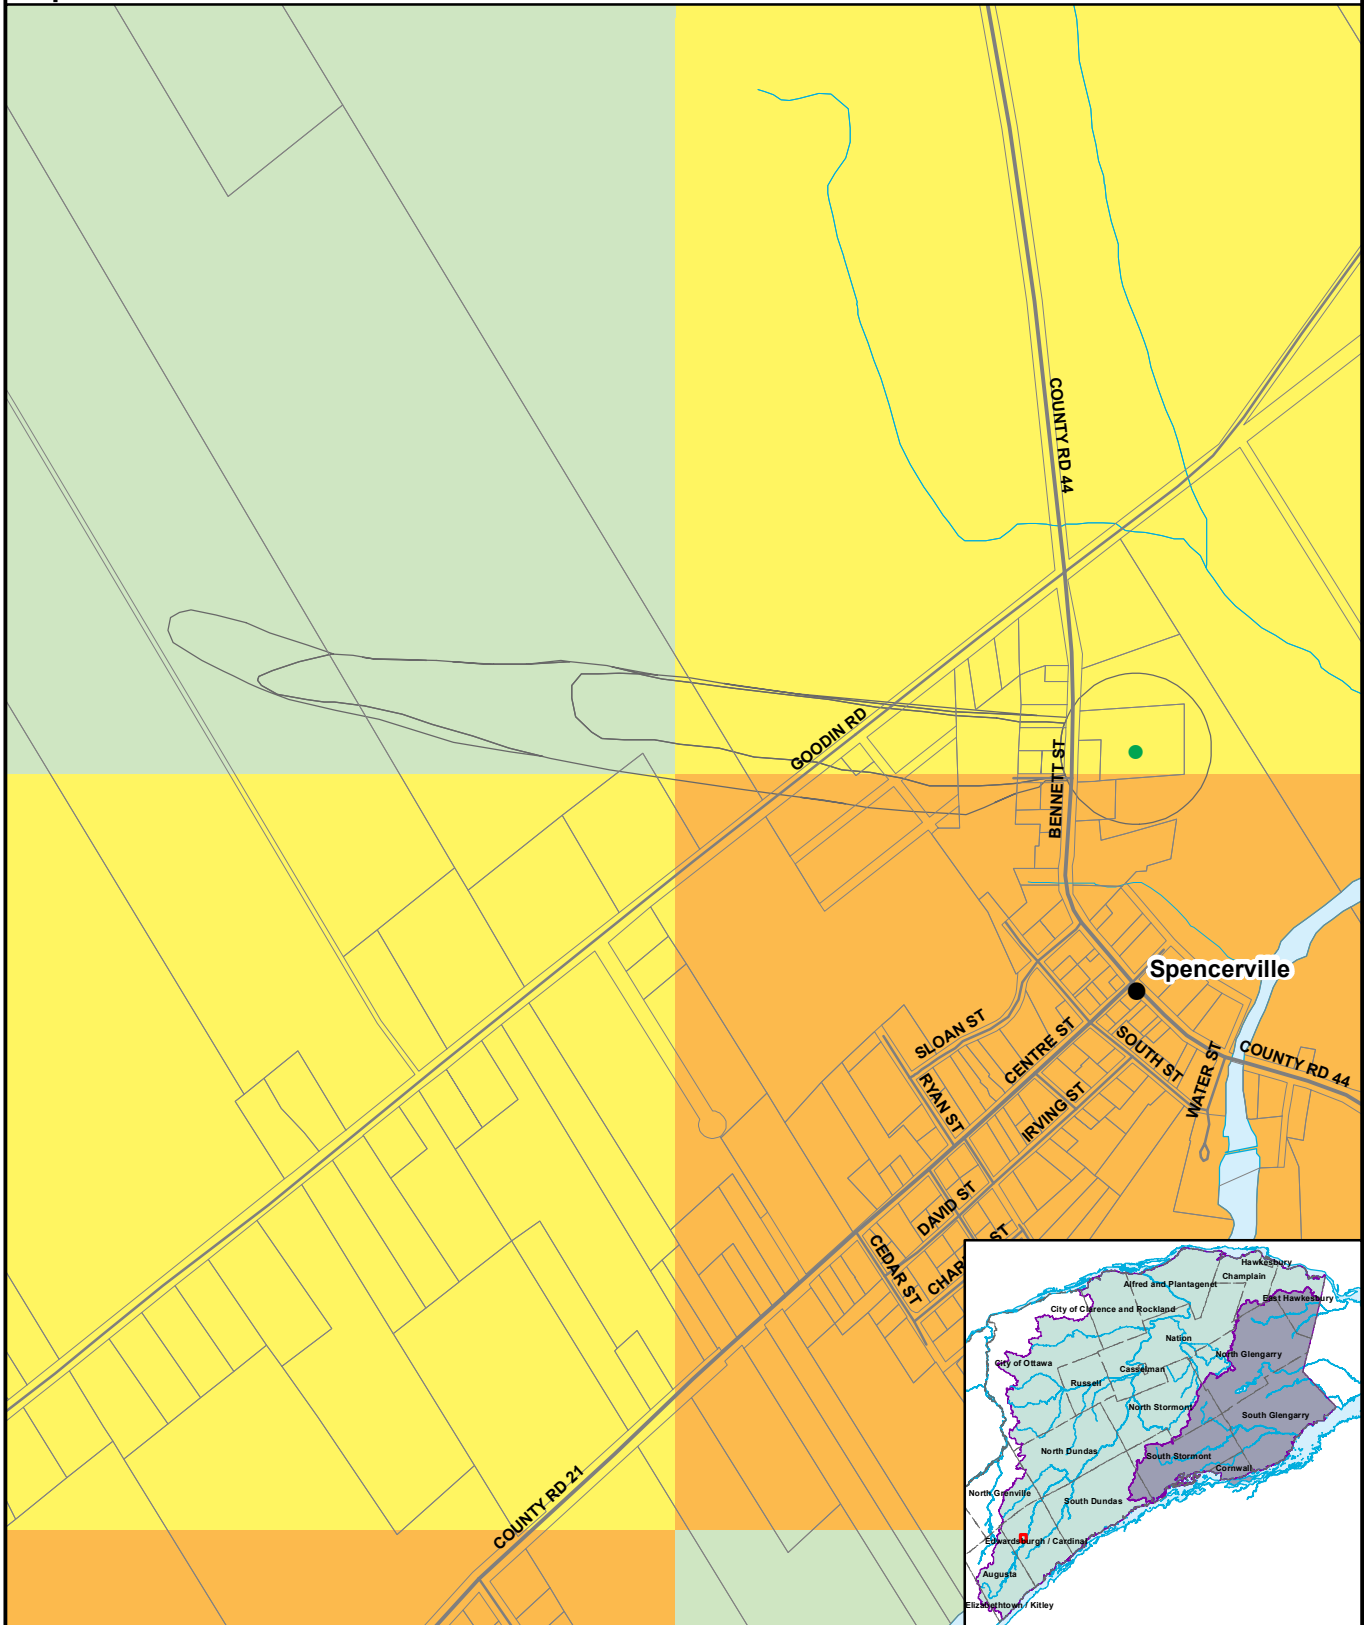 COUNTY RD 44
GOODIN RD
BENNETT ST
Spencerville
SLOAN ST
CENTRE ST
SOUTH ST
COUNTY RD 44
WATER ST
RYAN ST
IRVING ST
DAVID ST
CEDAR ST
CHAR
ST
COUNTY RD 21
Hawkesbury
Champlain
Alfred and Plantagenet
East Hawkesbury
City of Clarence and Rockland
Nation
North Glengarry
City of Ottawa
Casselman
Russell
North Stormont
South Glengarry
North Dundas
South Stormont
Cornwall
North Grenville
South Dundas
Edwardsburgh / Cardinal
Augusta
Elizabethtown / Kitley